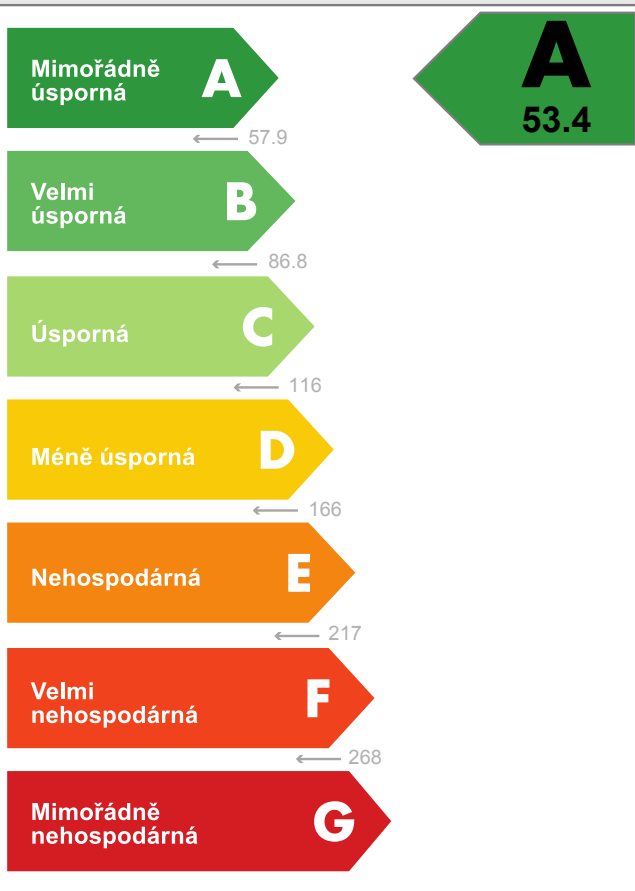 Mimořádně
úsporná
A
A
53.4
57.9
Velmi
úsporná
B
86.8
Úsporná
C
116
Méně úsporná
D
166
Nehospodárná
E
217
Velmi
nehospodárná
F
268
Mimořádně
nehospodárná
G